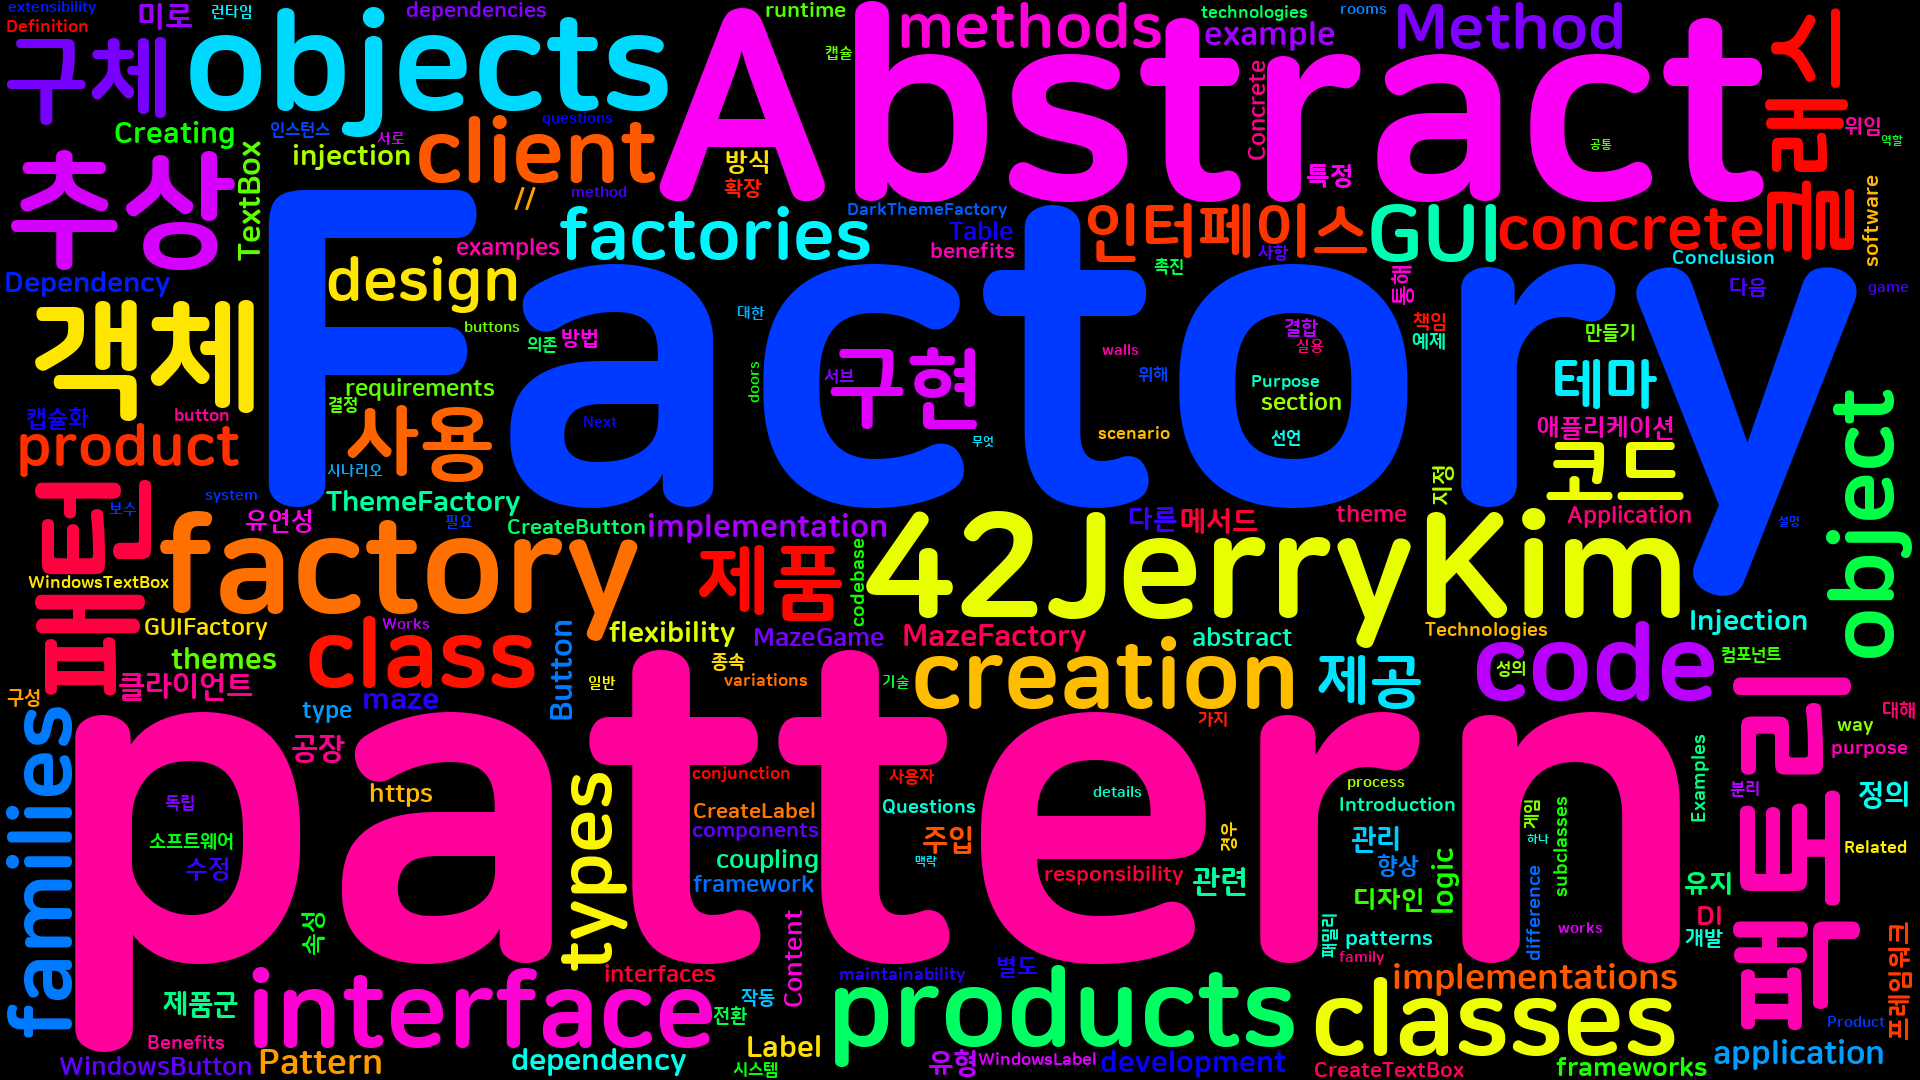 extensibility
Definition
미로
런타임
dependencies
runtime
technologies
rooms
구체
objects
Abstract
methods
example
Method
클래스
캡슐
Concrete
Creating
인스턴스
서로
questions
injection
client
방식
확장
특정
공통
위임
역할
추상
TextBox
method
//
DarkThemeFactory
인터페이스
GUI
concrete
software
examples
factories
Table
benefits
사항
Conclusion
Dependency
design
Factory
촉진
통해
다음
game
객체
buttons
대한
의존
방법
결합
실용
책임
예제
만들기
walls
requirements
doors
서브
구현
위해
Purpose
section
테마
캡슐화
button
결정
사용
Next
무엇
scenario
선언
애플리케이션
object
product
시나리오
코드
지정
패턴
보수
system
ThemeFactory
유연성
필요
CreateButton
implementation
다른
메서드
theme
Application
설명
factory
제품
codebase
42JerryKim
WindowsTextBox
GUIFactory
Works
flexibility
MazeGame
MazeFactory
abstract
Technologies
Injection
themes
class
Button
종속
creation
제공
code
성의
컴포넌트
클라이언트
구성
type
maze
일반
variations
기술
가지
팩토리
대해
way
families
pattern
공장
purpose
https
types
conjunction
사용자
process
Examples
분리
정의
독립
CreateLabel
Questions
details
Introduction
게임
소프트웨어
components
주입
경우
관리
하나
Related
수정
coupling
맥락
향상
subclasses
framework
responsibility
관련
logic
difference
유지
디자인
속성
Content
패밀리
patterns
works
DI
개발
프레임워크
interfaces
maintainability
별도
family
제품군
interface
작동
전환
products
implementations
classes
Product
Benefits
WindowsButton
Pattern
dependency
Label
시스템
유형
WindowsLabel
development
CreateTextBox
frameworks
application